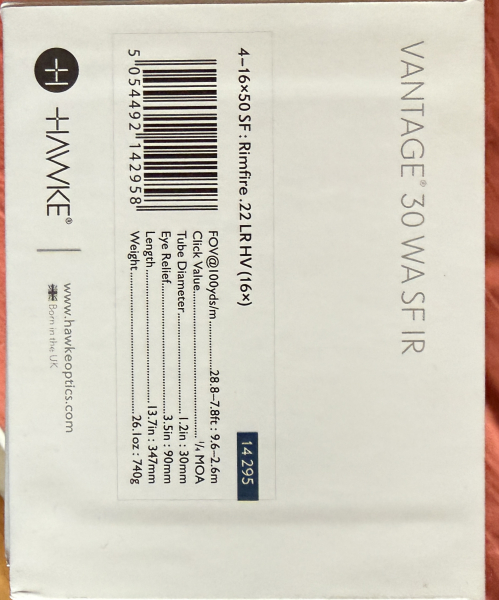 VANTAGE® 30 WA SF IR
4–16×50 SF : Rimfire .22 LR HV (16×)
14 295
5 054492 142958
FOV@100yds/m....................28.8–7.8ft : 9.6–2.6m
Click Value....................¼ MOA
Tube Diameter....................1.2in : 30mm
Eye Relief....................3.5in : 90mm
Length....................13.7in : 347mm
Weight....................26.1oz : 740g
HAWKE®
www.hawkeoptics.com
Born in the UK